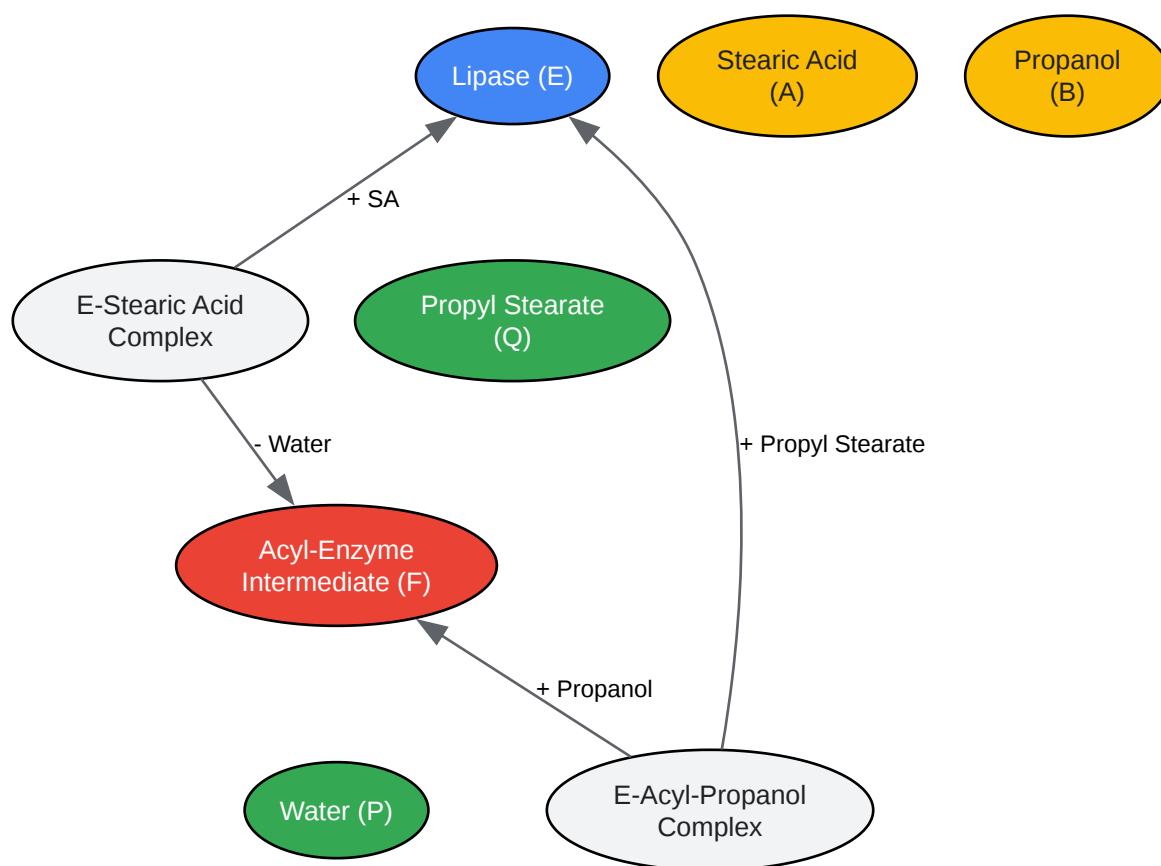 Lipase (E)
Stearic Acid
(A)
Propanol
(B)
+ SA
E-Stearic Acid
Complex
Propyl Stearate
(Q)
- Water
+ Propyl Stearate
Acyl-Enzyme
Intermediate (F)
+ Propanol
Water (P)
E-Acyl-Propanol
Complex